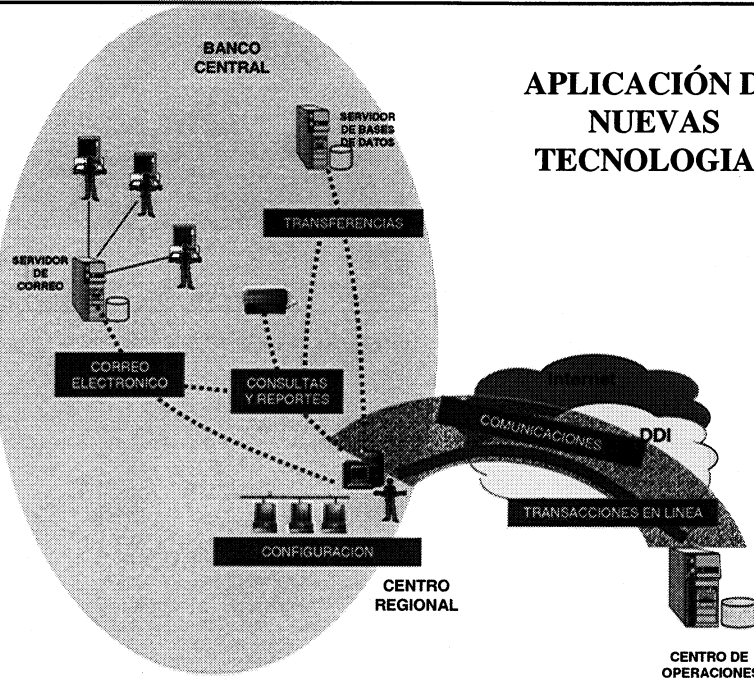 BANCO
CENTRAL
APLICACIÓN D
NUEVAS
TECNOLOGIA
SERVIDOR
DE BASES
DE DATOS
TRANSFERENCIAS
SERVIDOR
DE
CORREO
CORREO
ELECTRONICO
CONSULTAS
Y REPORTES
Internet
COMUNICACIONES
DDI
TRANSACCIONES EN LINEA
CONFIGURACION
CENTRO
REGIONAL
CENTRO DE
OPERACIONES